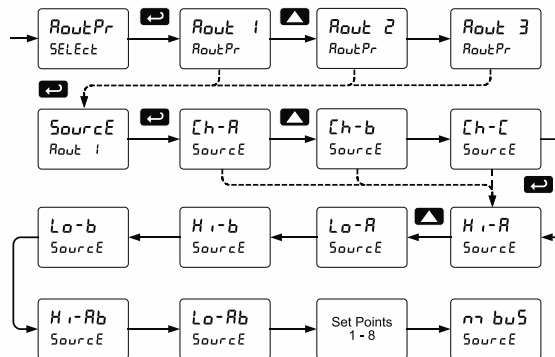 AoutPr
SELEct
Aout 1
AoutPr
Aout 2
AoutPr
Aout 3
AoutPr
SourcE
Aout 1
Ch-A
SourcE
Ch-b
SourcE
Ch-C
SourcE
Lo-b
SourcE
Hi-b
SourcE
Lo-A
SourcE
Hi-A
SourcE
Hi-Ab
SourcE
Lo-Ab
SourcE
Set Points
1 - 8
m buS
SourcE